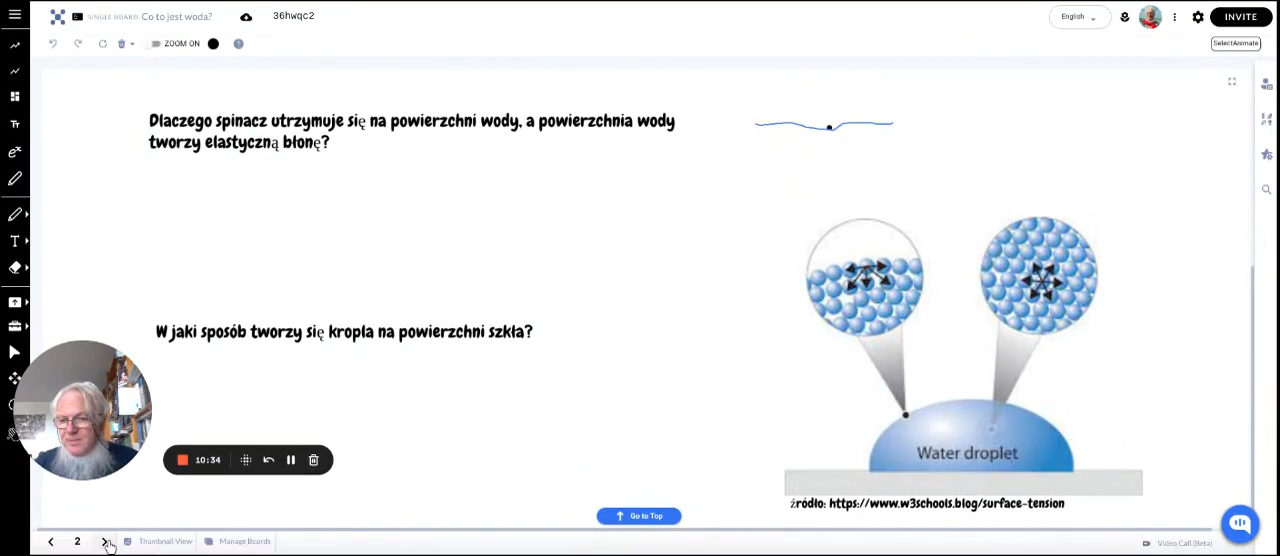 SINGLE BOARD: Co to jest woda?
36hwqc2
English
INVITE
ZOOM ON
SelectAnimate
Dlaczego spinacz utrzymuje się na powierzchni wody, a powierzchnia wody
tworzy elastyczną błonę?
W jaki sposób tworzy się kropla na powierzchni szkła?
10:34
Water droplet
źródło: https://www.w3schools.blog/surface-tension
Go to Top
2
Thumbnail View
Manage Boards
Video Call(Beta)